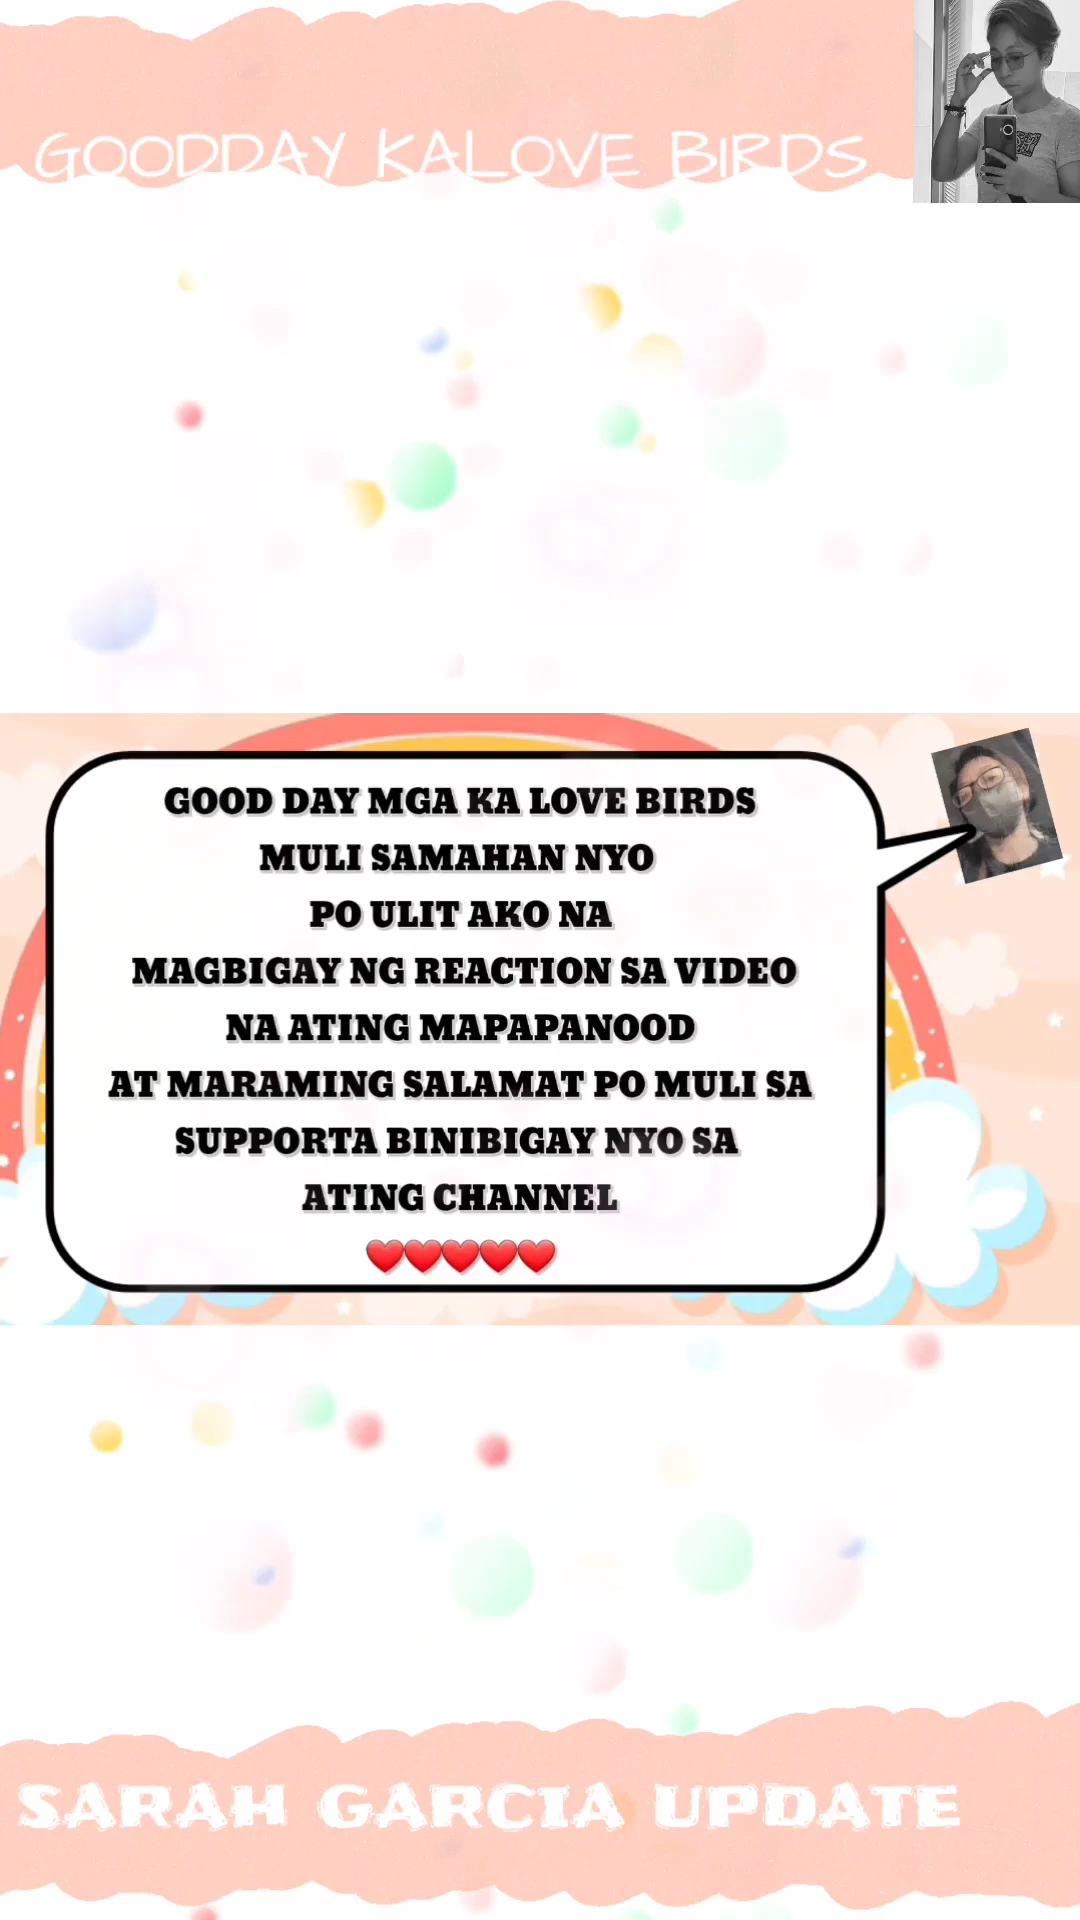 GOODDAY KALOVE BIRDS
GOOD DAY MGA KA LOVE BIRDS
MULI SAMAHAN NYO
PO ULIT AKO NA
MAGBIGAY NG REACTION SA VIDEO
NA ATING MAPAPANOOD
AT MARAMING SALAMAT PO MULI SA
SUPPORTA BINIBIGAY NYO SA
ATING CHANNEL
❤️❤️❤️❤️❤️
SARAH GARCIA UPDATE